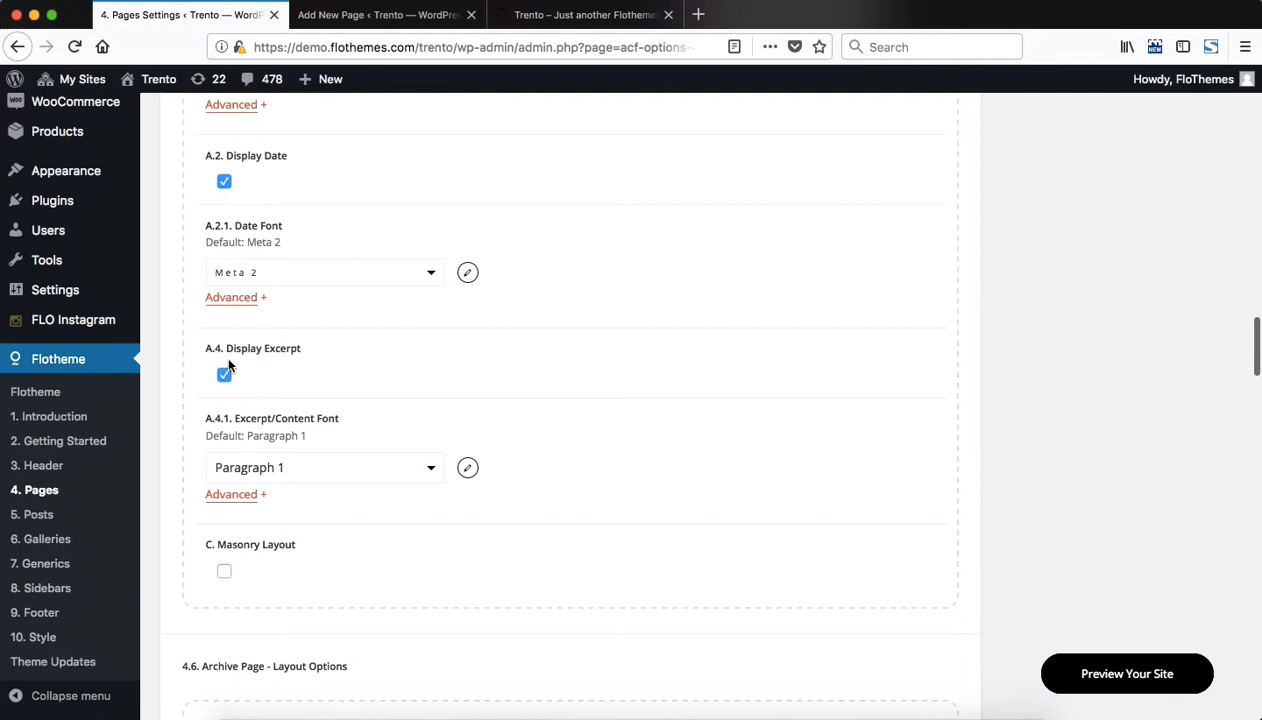 4. Pages Settings ‹ Trento — WordP
Add New Page ‹ Trento — WordPres
Trento – Just another Flothemes
https://demo.flothemes.com/trento/wp-admin/admin.php?page=acf-options-
Search
My Sites
Trento
22
478
New
Howdy, FloThemes
WooCommerce
Products
Appearance
Plugins
Users
Tools
Settings
FLO Instagram
Flotheme
Flotheme
1. Introduction
2. Getting Started
3. Header
4. Pages
5. Posts
6. Galleries
7. Generics
8. Sidebars
9. Footer
10. Style
Theme Updates
Collapse menu
Advanced +
A.2. Display Date
A.2.1. Date Font
Default: Meta 2
Meta 2
Advanced +
A.4. Display Excerpt
A.4.1. Excerpt/Content Font
Default: Paragraph 1
Paragraph 1
Advanced +
C. Masonry Layout
4.6. Archive Page - Layout Options
Preview Your Site